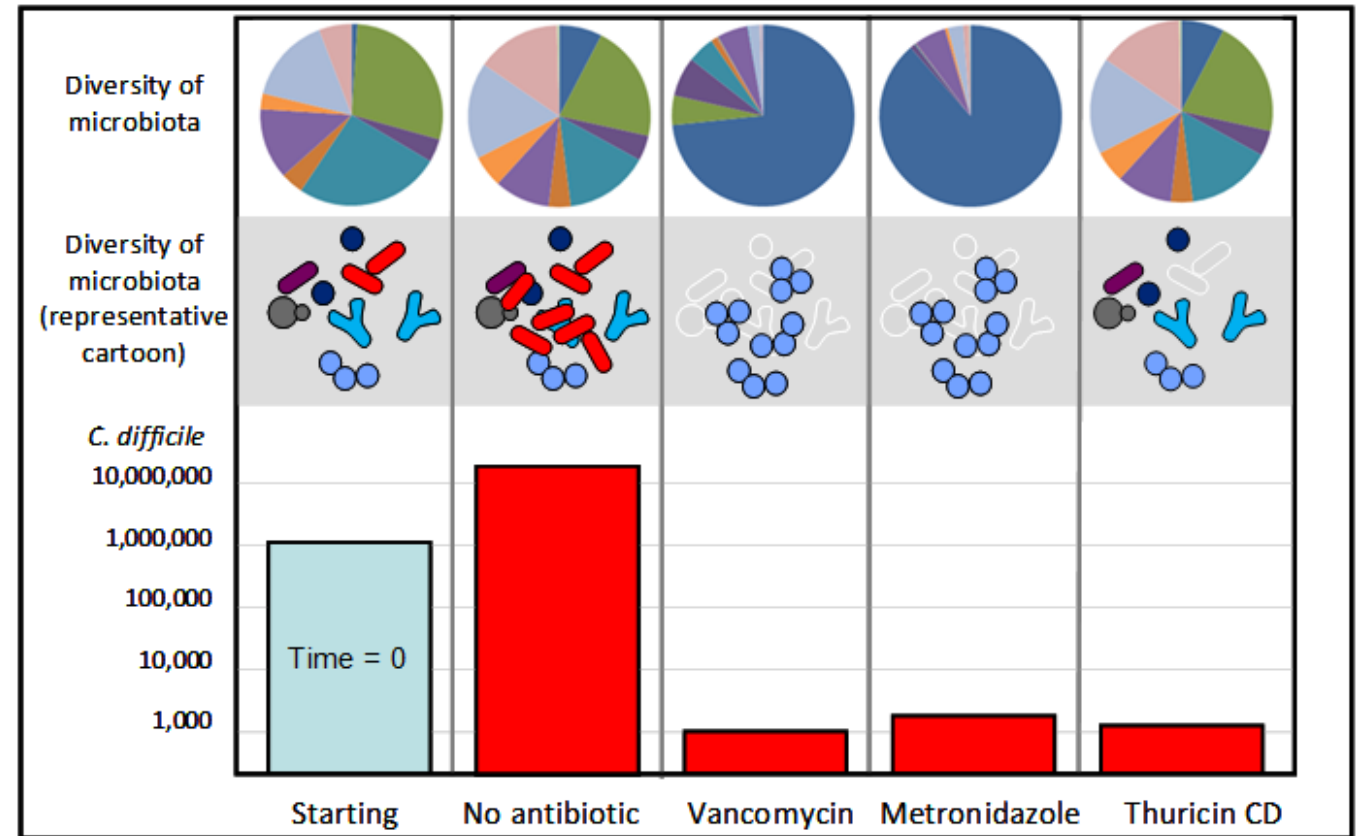 Diversity of
microbiota
Diversity of
microbiota
(representative
cartoon)
C. difficile
10,000,000
1,000,000
100,000
10,000
1,000
Time = 0
Starting
No antibiotic
Vancomycin
Metronidazole
Thuricin CD